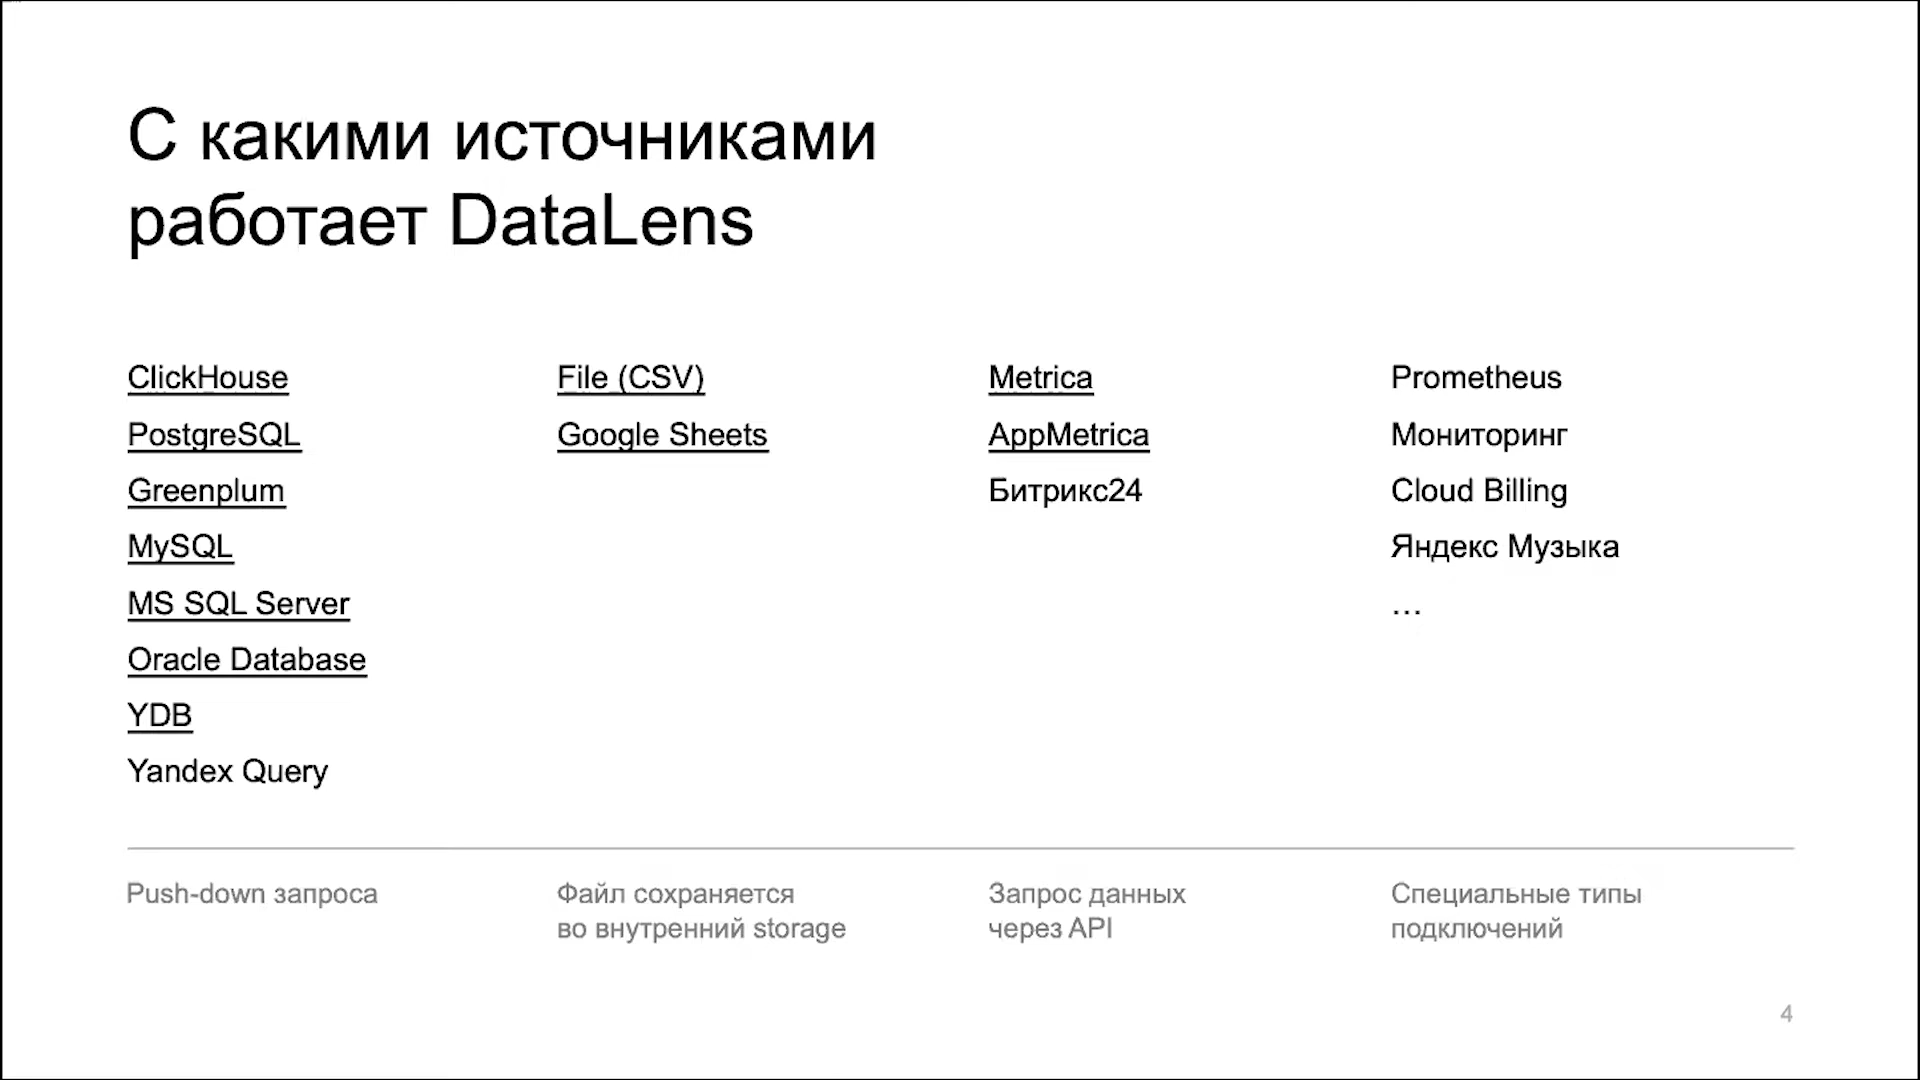 С какими источниками
работает DataLens
ClickHouse
PostgreSQL
Greenplum
MySQL
MS SQL Server
Oracle Database
YDB
Yandex Query
Push-down запроса
File (CSV)
Google Sheets
Файл сохраняется
во внутренний storage
Metrica
AppMetrica
Битрикс24
Запрос данных
через API
Prometheus
Мониторинг
Cloud Billing
Яндекс Музыка
...
Специальные типы
подключений
4